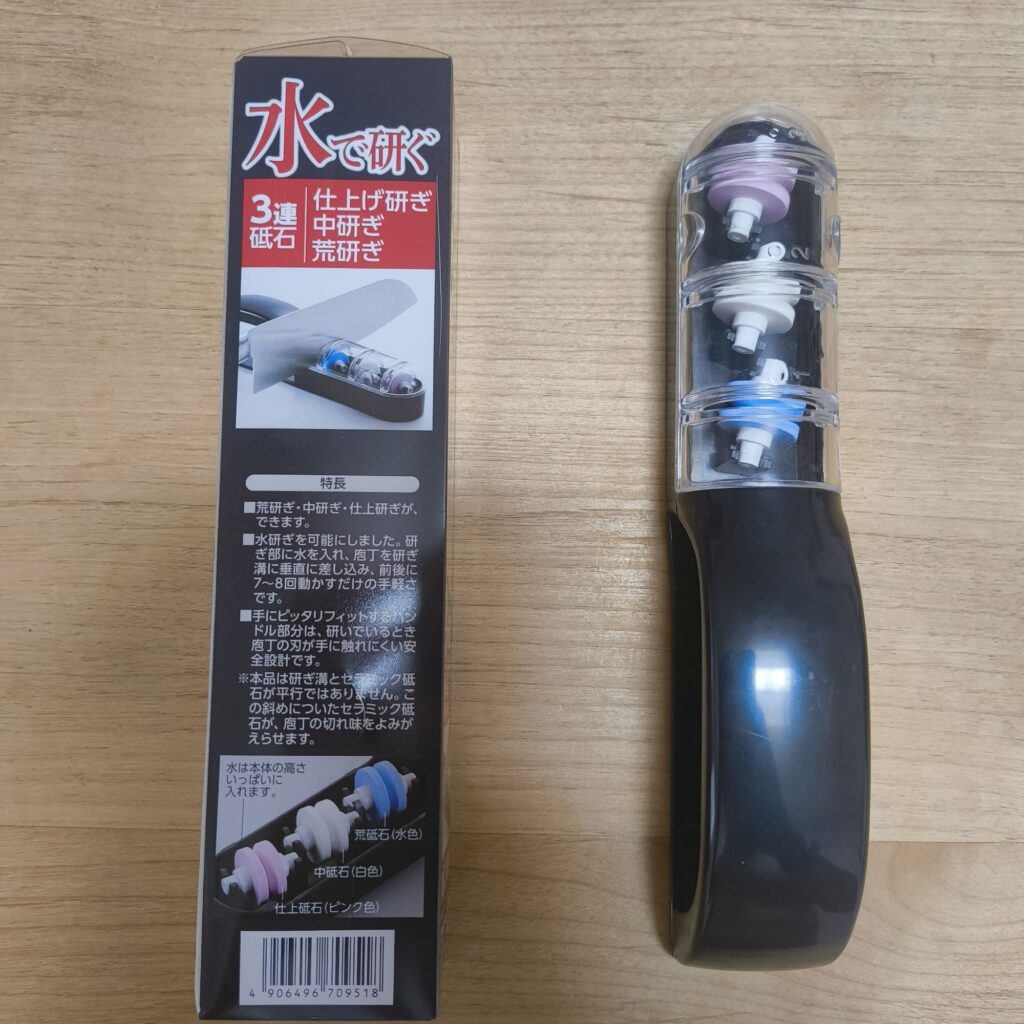 水で研ぐ
3連
砥石
仕上げ研ぎ
中研ぎ
荒研ぎ
特長
■荒研ぎ・中研ぎ・仕上研ぎが、
できます。
■水研ぎを可能にしました。研
ぎ部に水を入れ、庖丁を研ぎ
溝に垂直に差し込み、前後に
7〜8回動かすだけの手軽さ
です。
■手にピッタリフィットするハン
ドル部分は、研いでいるとき
庖丁の刃が手に触れにくい安
全設計です。
※本品は研ぎ溝とセラミック砥
石が平行ではありません。こ
の斜めについたセラミック砥
石が、庖丁の切れ味をよみが
えらせます。
水は本体の高さ
いっぱいに
入れます。
荒砥石(水色)
中砥石(白色)
仕上砥石(ピンク色)
4 906496 709518
2
1